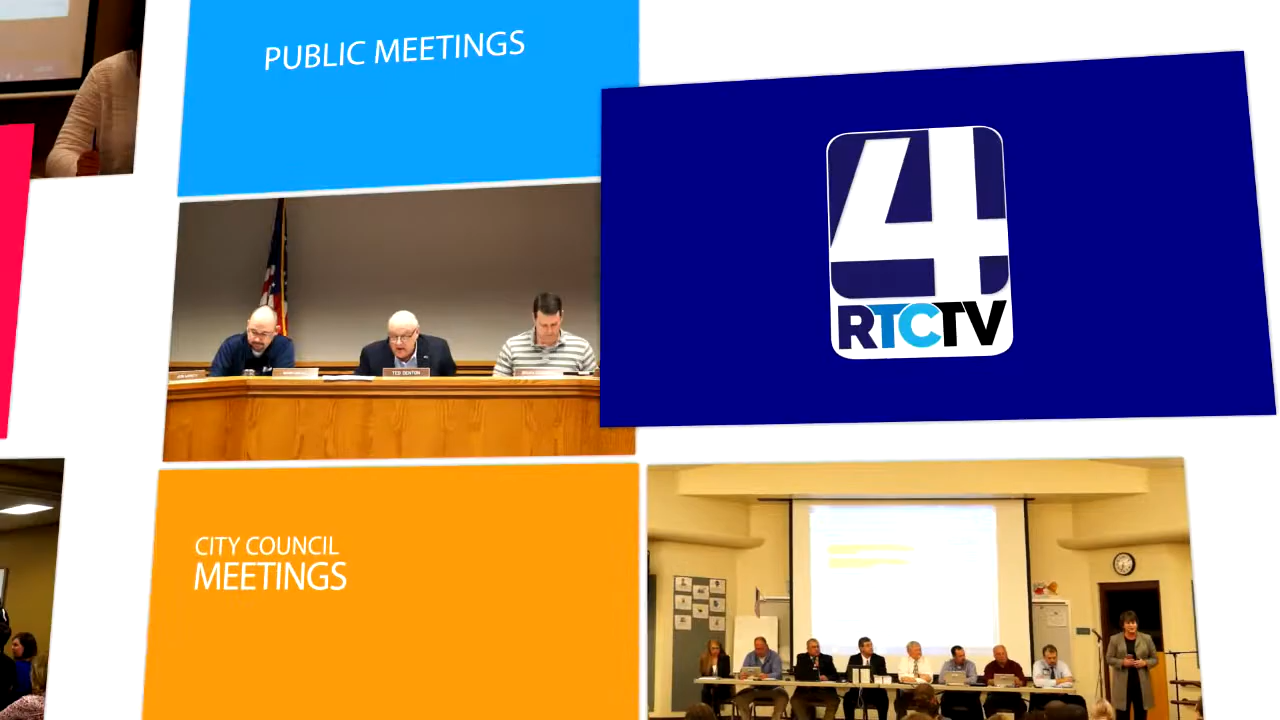 PUBLIC MEETINGS
4
RTCTV
TED DENTON
CITY COUNCIL
MEETINGS